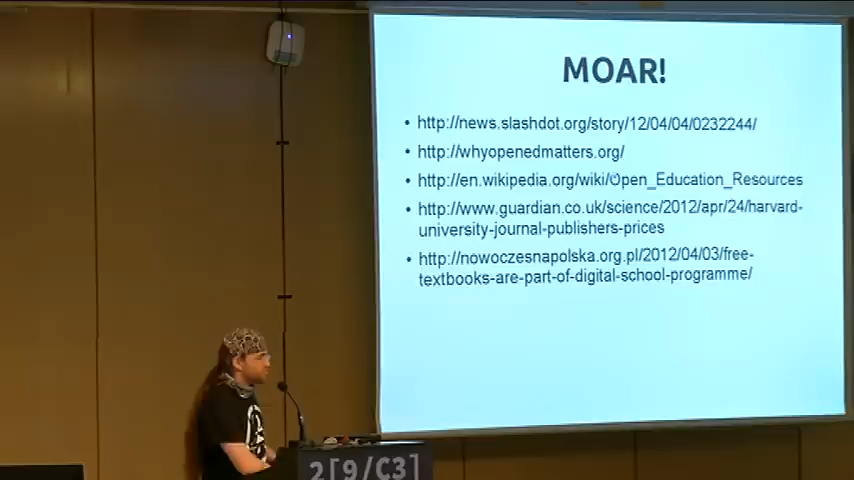 MOAR!
• http://news.slashdot.org/story/12/04/04/0232244/
• http://whyopenedmatters.org/
• http://en.wikipedia.org/wiki/Open_Education_Resources
• http://www.guardian.co.uk/science/2012/apr/24/harvard-
university-journal-publishers-prices
• http://nowoczesnapolska.org.pl/2012/04/03/free-
textbooks-are-part-of-digital-school-programme/
2[9/C3]